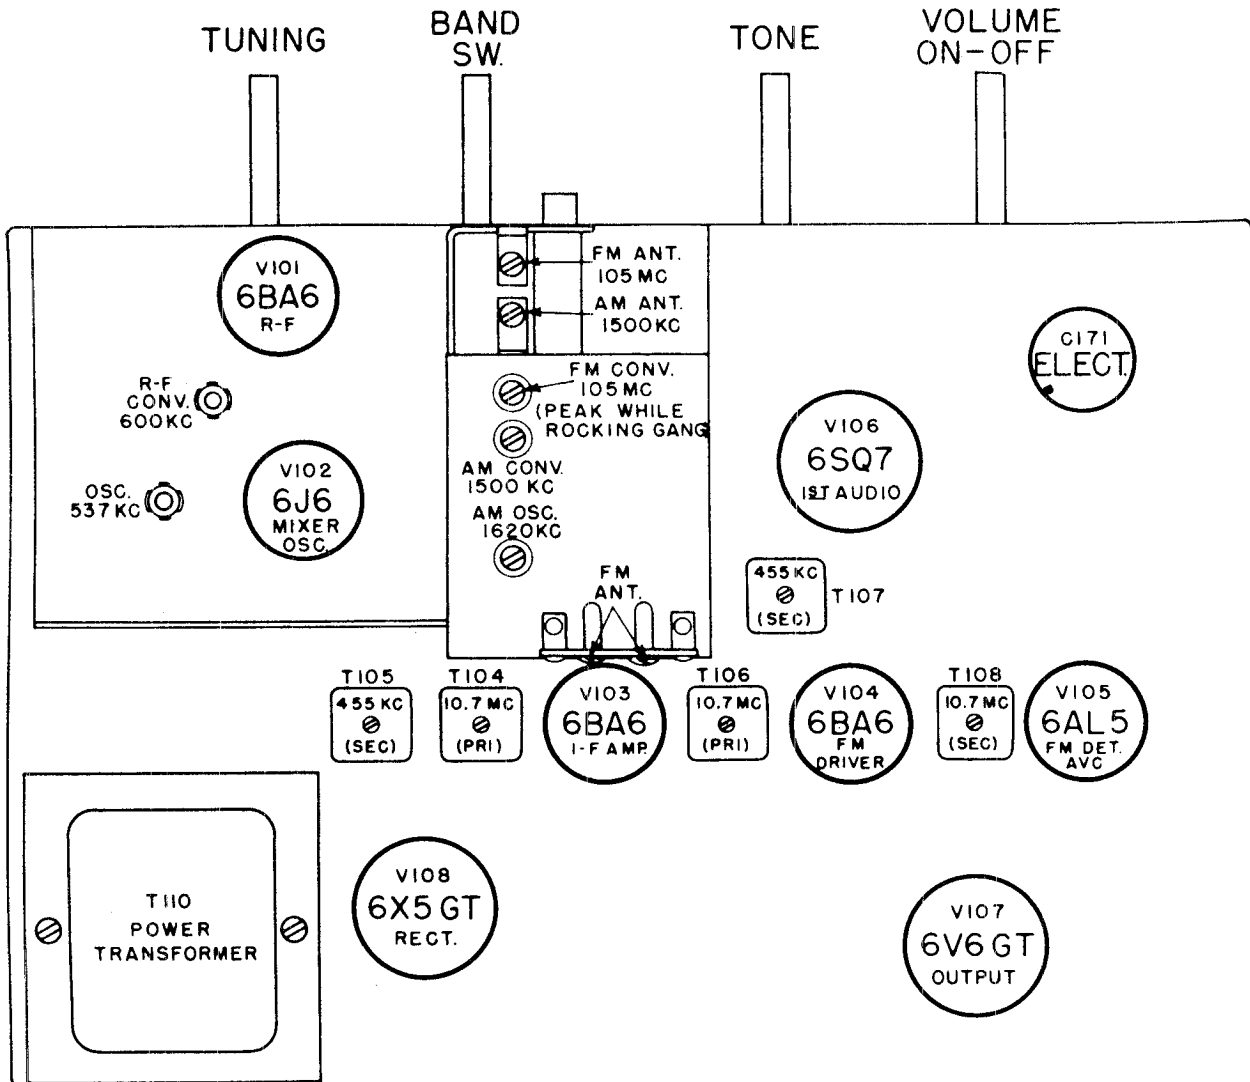 TUNING
BAND
SW.
TONE
VOLUME
ON-OFF
V101
6BA6
R-F
FM ANT.
105 MC
AM ANT.
1500KC
C171
ELECT.
R-F
CONV.
600KC
FM CONV.
105 MC
(PEAK WHILE
ROCKING GANG
V106
6SQ7
1ST AUDIO
V102
6J6
MIXER
OSC.
OSC.
537KC
AM CONV.
1500 KC
AM OSC.
1620KC
FM
ANT.
455 KC
(SEC)
T107
T105
455 KC
(SEC)
T104
10.7 MC
(PRI)
V103
6BA6
I-F AMP.
T106
10.7 MC
(PRI)
V104
6BA6
FM
DRIVER
T108
10.7 MC
(SEC)
V105
6AL5
FM DET.
AVC
T110
POWER
TRANSFORMER
V108
6X5 GT
RECT.
V107
6V6 GT
OUTPUT